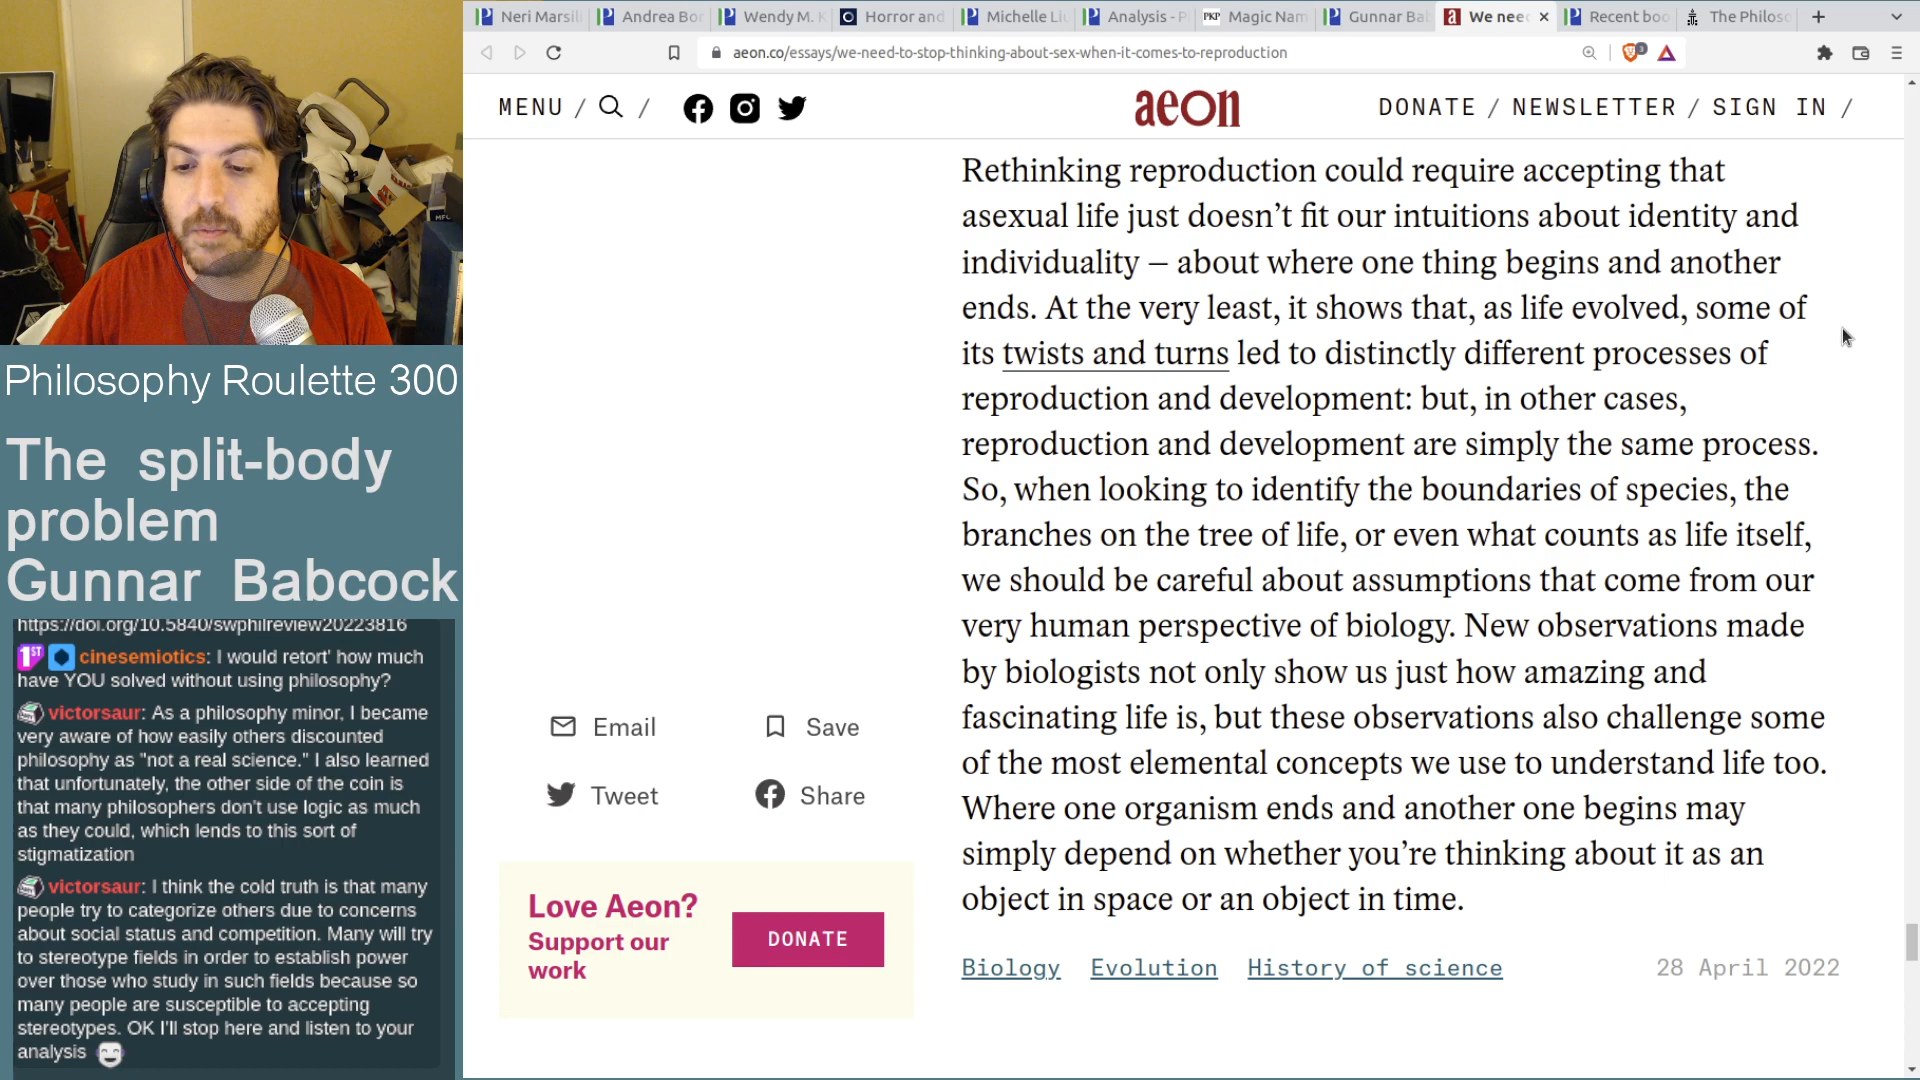 Neri Marsil
Andrea Bor
Wendy M. K
Horror and
Michelle Liu
Analysis - P
PKP Magic Nam
Gunnar Bab
We nee
Recent boo
The Philoso
aeon.co/essays/we-need-to-stop-thinking-about-sex-when-it-comes-to-reproduction
MENU /
/
aeon
DONATE / NEWSLETTER / SIGN IN /
Rethinking reproduction could require accepting that
asexual life just doesn’t fit our intuitions about identity and
individuality – about where one thing begins and another
ends. At the very least, it shows that, as life evolved, some of
its twists and turns led to distinctly different processes of
reproduction and development: but, in other cases,
reproduction and development are simply the same process.
So, when looking to identify the boundaries of species, the
branches on the tree of life, or even what counts as life itself,
we should be careful about assumptions that come from our
very human perspective of biology. New observations made
by biologists not only show us just how amazing and
fascinating life is, but these observations also challenge some
of the most elemental concepts we use to understand life too.
Where one organism ends and another one begins may
simply depend on whether you’re thinking about it as an
object in space or an object in time.
Biology Evolution History of science 28 April 2022
Email Save
Tweet Share
Love Aeon?
Support our
work
DONATE
Philosophy Roulette 300
The split-body
problem
Gunnar Babcock
https://doi.org/10.5840/swphilreview20223816
1ST cinesemiotics: I would retort' how much
have YOU solved without using philosophy?
victorsaur: As a philosophy minor, I became
very aware of how easily others discounted
philosophy as "not a real science." I also learned
that unfortunately, the other side of the coin is
that many philosophers don't use logic as much
as they could, which lends to this sort of
stigmatization
victorsaur: I think the cold truth is that many
people try to categorize others due to concerns
about social status and competition. Many will try
to stereotype fields in order to establish power
over those who study in such fields because so
many people are susceptible to accepting
stereotypes. OK I'll stop here and listen to your
analysis